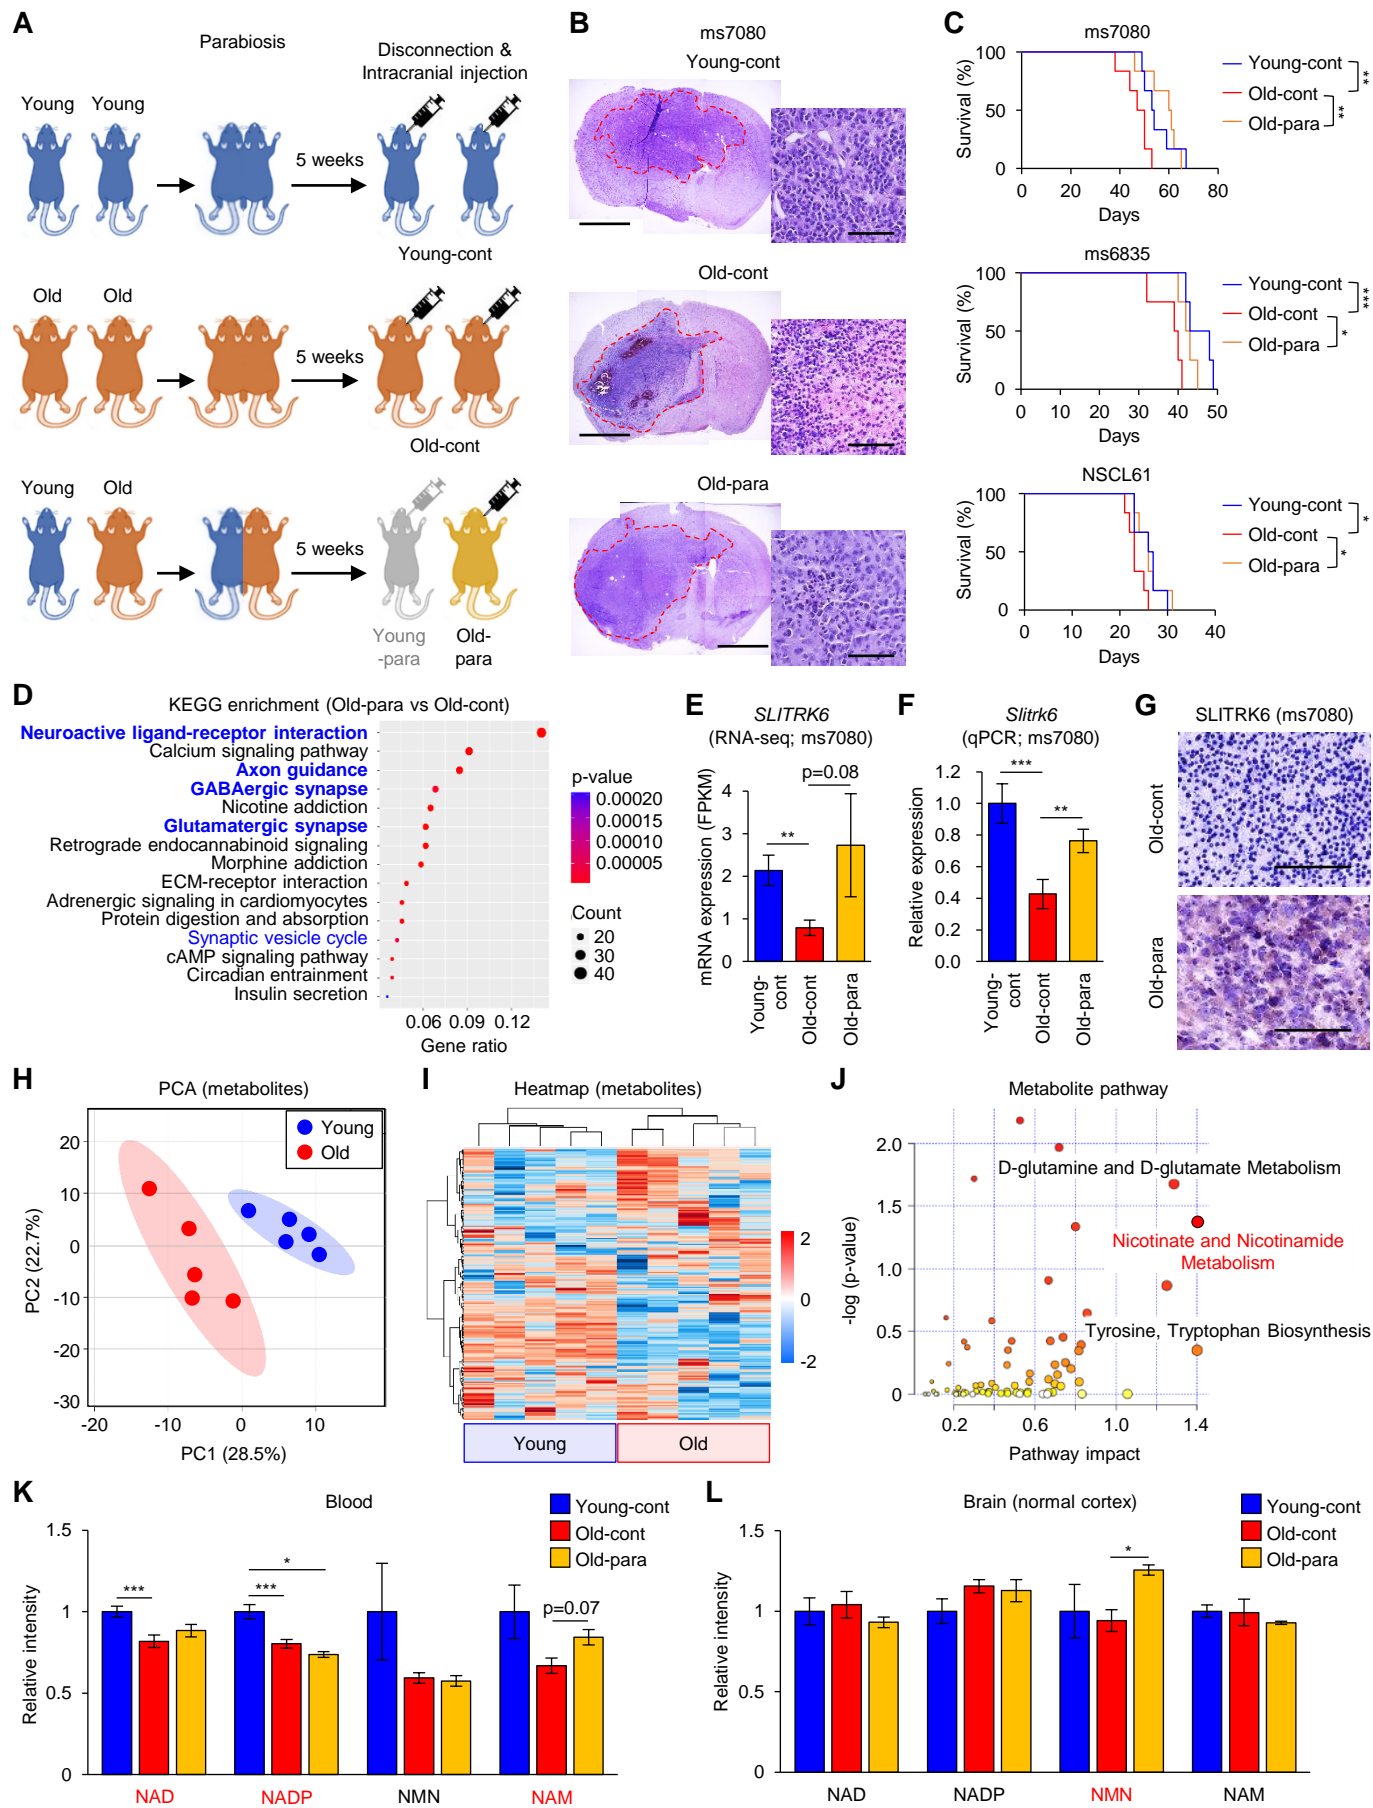 A
Parabiosis
Disconnection &
Intracranial injection
Young
Young
5 weeks
Young-cont
Old
Old
5 weeks
Old-cont
Young
Old
5 weeks
Young
-para
Old-
para
B
ms7080
Young-cont
Old-cont
Old-para
C
ms7080
Survival (%)
100
50
0
0 20 40 60 80
Days
Young-cont
Old-cont
Old-para
**
**
ms6835
Survival (%)
100
50
0
0 10 20 30 40 50
Days
Young-cont
Old-cont
Old-para
***
*
NSCL61
Survival (%)
100
50
0
0 10 20 30 40
Days
Young-cont
Old-cont
Old-para
*
*
D
KEGG enrichment (Old-para vs Old-cont)
Neuroactive ligand-receptor interaction
Calcium signaling pathway
Axon guidance
GABAergic synapse
Nicotine addiction
Glutamatergic synapse
Retrograde endocannabinoid signaling
Morphine addiction
ECM-receptor interaction
Adrenergic signaling in cardiomyocytes
Protein digestion and absorption
Synaptic vesicle cycle
cAMP signaling pathway
Circadian entrainment
Insulin secretion
0.06 0.09 0.12
Gene ratio
p-value
0.00020
0.00015
0.00010
0.00005
Count
20
30
40
E
SLITRK6
(RNA-seq; ms7080)
p=0.08
**
mRNA expression (FPKM)
4
3
2
1
0
Young-
cont
Old-cont
Old-para
F
Slitrk6
(qPCR; ms7080)
***
**
Relative expression
1.2
1.0
0.8
0.6
0.4
0.2
0.0
Young-
cont
Old-cont
Old-para
G
SLITRK6 (ms7080)
Old-cont
Old-para
H
PCA (metabolites)
Young
Old
PC2 (22.7%)
20
10
0
-10
-20
-30
-20 -10 0 10
PC1 (28.5%)
I
Heatmap (metabolites)
2
0
-2
Young
Old
J
Metabolite pathway
-log (p-value)
2.0
1.5
1.0
0.5
0
D-glutamine and D-glutamate Metabolism
Nicotinate and Nicotinamide
Metabolism
Tyrosine, Tryptophan Biosynthesis
0.2 0.6 1.0 1.4
Pathway impact
K
Blood
Young-cont
Old-cont
Old-para
Relative intensity
1.5
1
0.5
0
***
*
***
p=0.07
NAD NADP NMN NAM
L
Brain (normal cortex)
Young-cont
Old-cont
Old-para
Relative intensity
1.5
1
0.5
0
*
NAD NADP NMN NAM